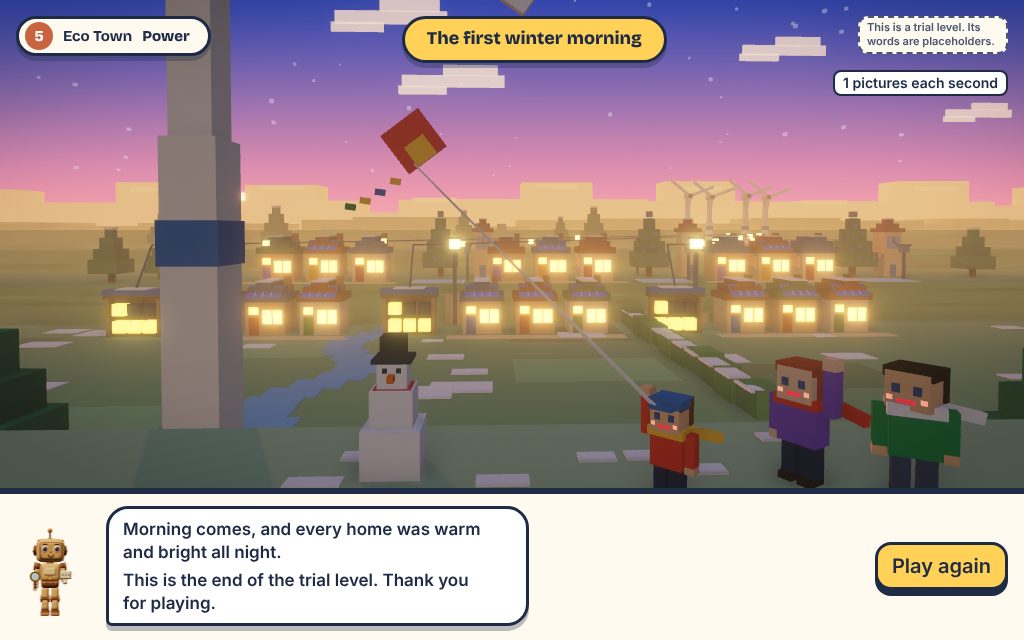 5 Eco Town Power
The first winter morning
This is a trial level. Its
words are placeholders.
1 pictures each second
Morning comes, and every home was warm
and bright all night.
This is the end of the trial level. Thank you
for playing.
Play again